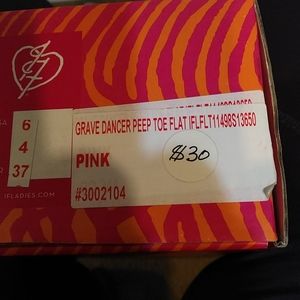 GRAVE DANCER PEEP TOE FLAT IFLFLT11498S13650
6
4
37
PINK
$30
#3002104
IFLADIES.COM